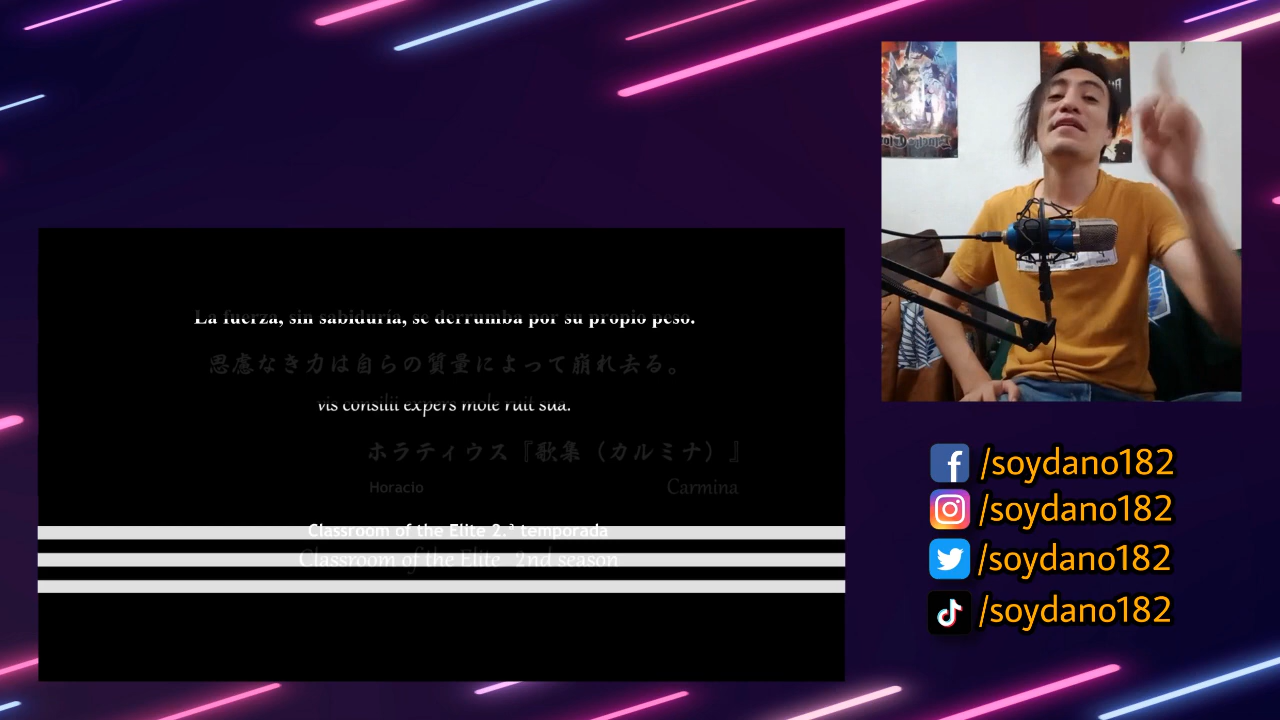 La fuerza, sin sabiduría, se derrumba por su propio peso.
思慮なき力は自らの質量によって崩れ去る。
vis consilii expers mole ruit sua.
ホラティウス『歌集（カルミナ）』
Horacio Carmina
Classroom of the Elite 2.ª temporada
Classroom of the Elite 2nd season
/soydano182
/soydano182
/soydano182
/soydano182